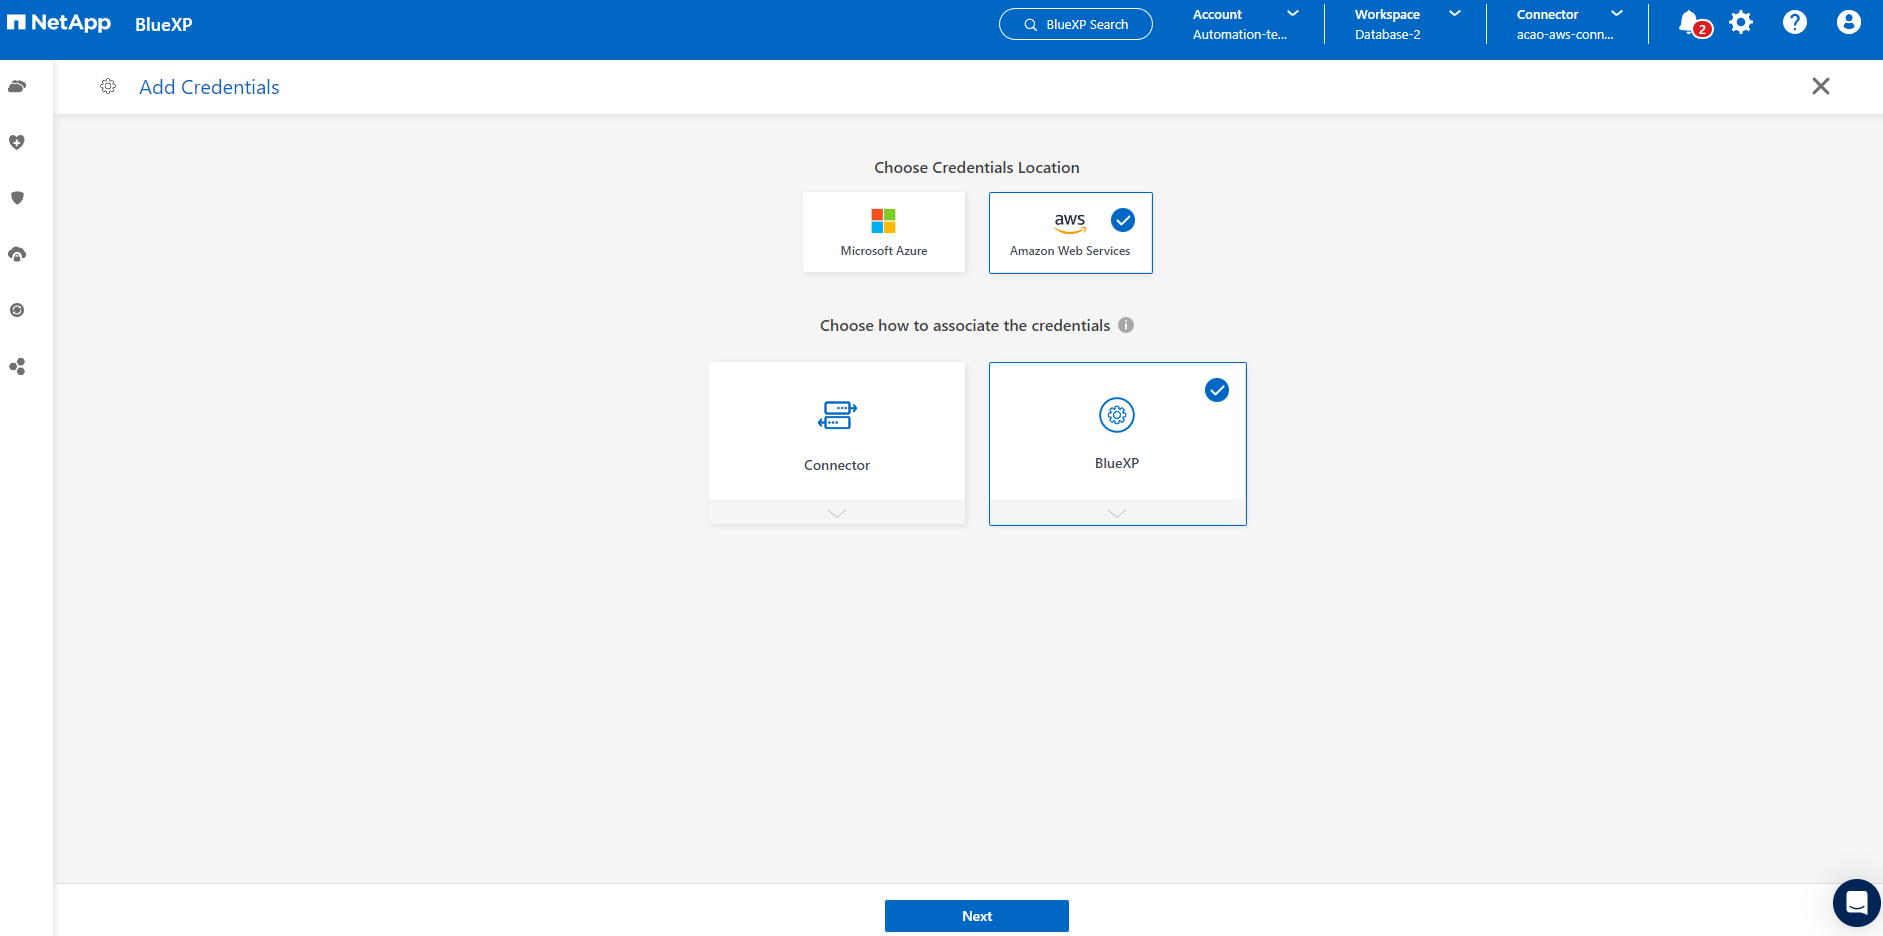 NetApp
BlueXP
BlueXP Search
Account
Automation-te...
Workspace
Database-2
Connector
acao-aws-conn...
2
Add Credentials
Choose Credentials Location
Microsoft Azure
aws
Amazon Web Services
Choose how to associate the credentials
Connector
BlueXP
Next